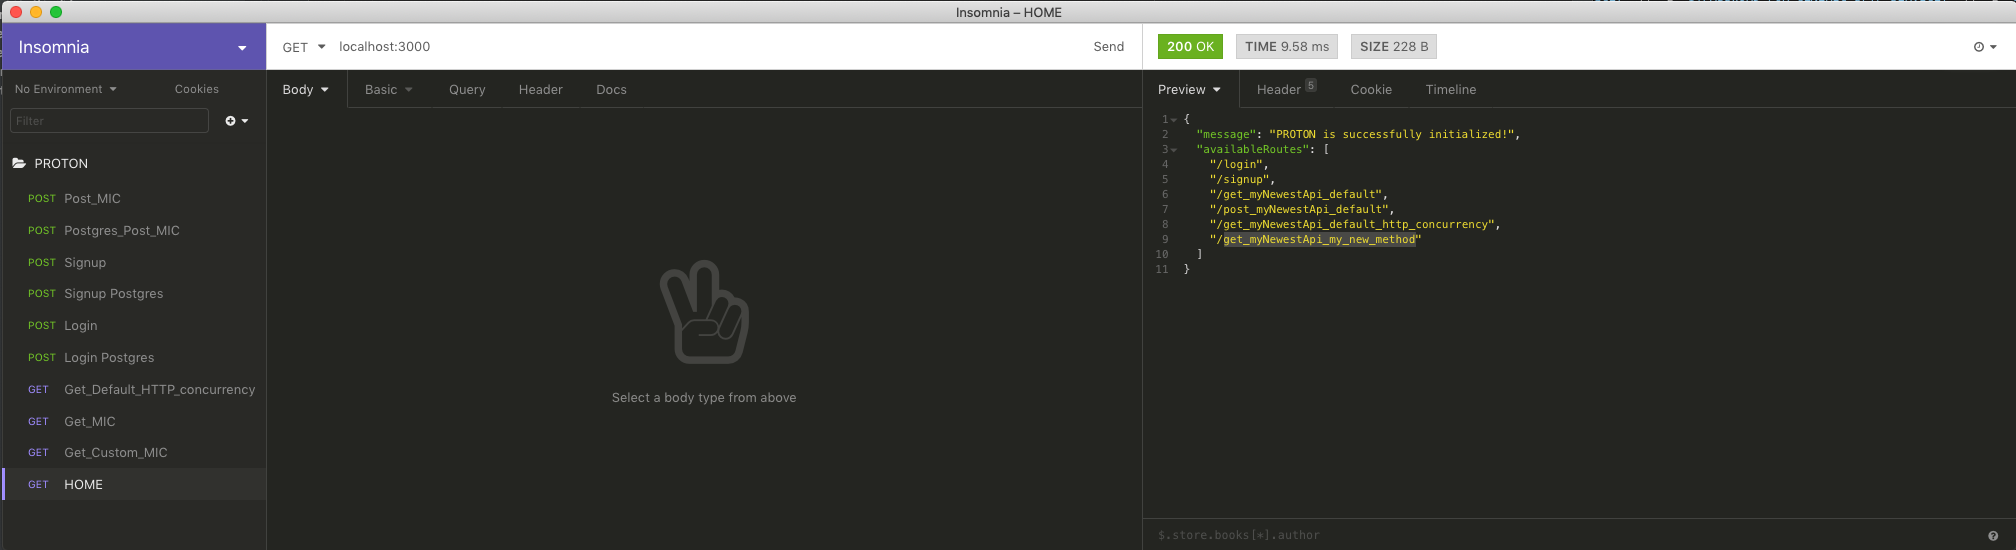 Insomnia – HOME
Insomnia
GET localhost:3000 Send
200 OK TIME 9.58 ms SIZE 228 B
No Environment Cookies
Filter
PROTON
POST Post_MIC
POST Postgres_Post_MIC
POST Signup
POST Signup Postgres
POST Login
POST Login Postgres
GET Get_Default_HTTP_concurrency
GET Get_MIC
GET Get_Custom_MIC
GET HOME
Body Basic Query Header Docs
Select a body type from above
Preview Header 5 Cookie Timeline
1 {
2 "message": "PROTON is successfully initialized!",
3 "availableRoutes": [
4 "/login",
5 "/signup",
6 "/get_myNewestApi_default",
7 "/post_myNewestApi_default",
8 "/get_myNewestApi_default_http_concurrency",
9 "/get_myNewestApi_my_new_method"
10 ]
11 }
$.store.books[*].author